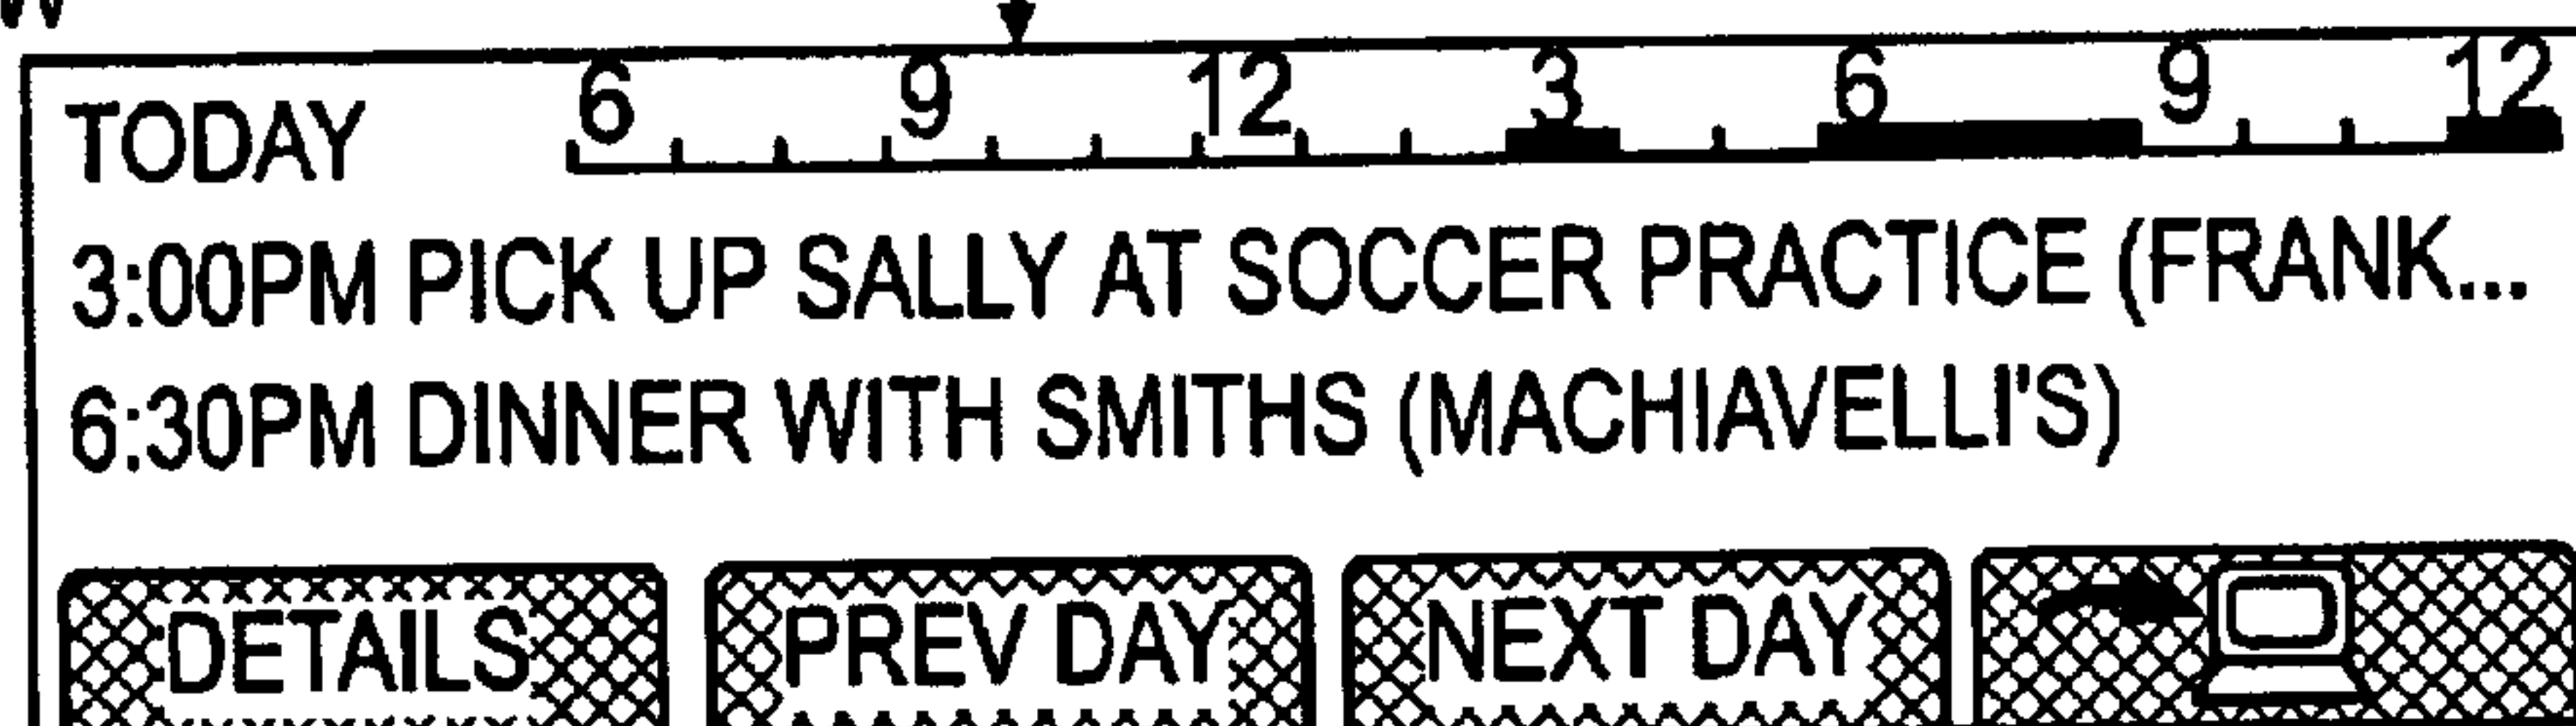 6 9 12 3 6 9 12
TODAY
3:00PM PICK UP SALLY AT SOCCER PRACTICE (FRANK...
6:30PM DINNER WITH SMITHS (MACHIAVELLI'S)
DETAILS PREV DAY NEXT DAY